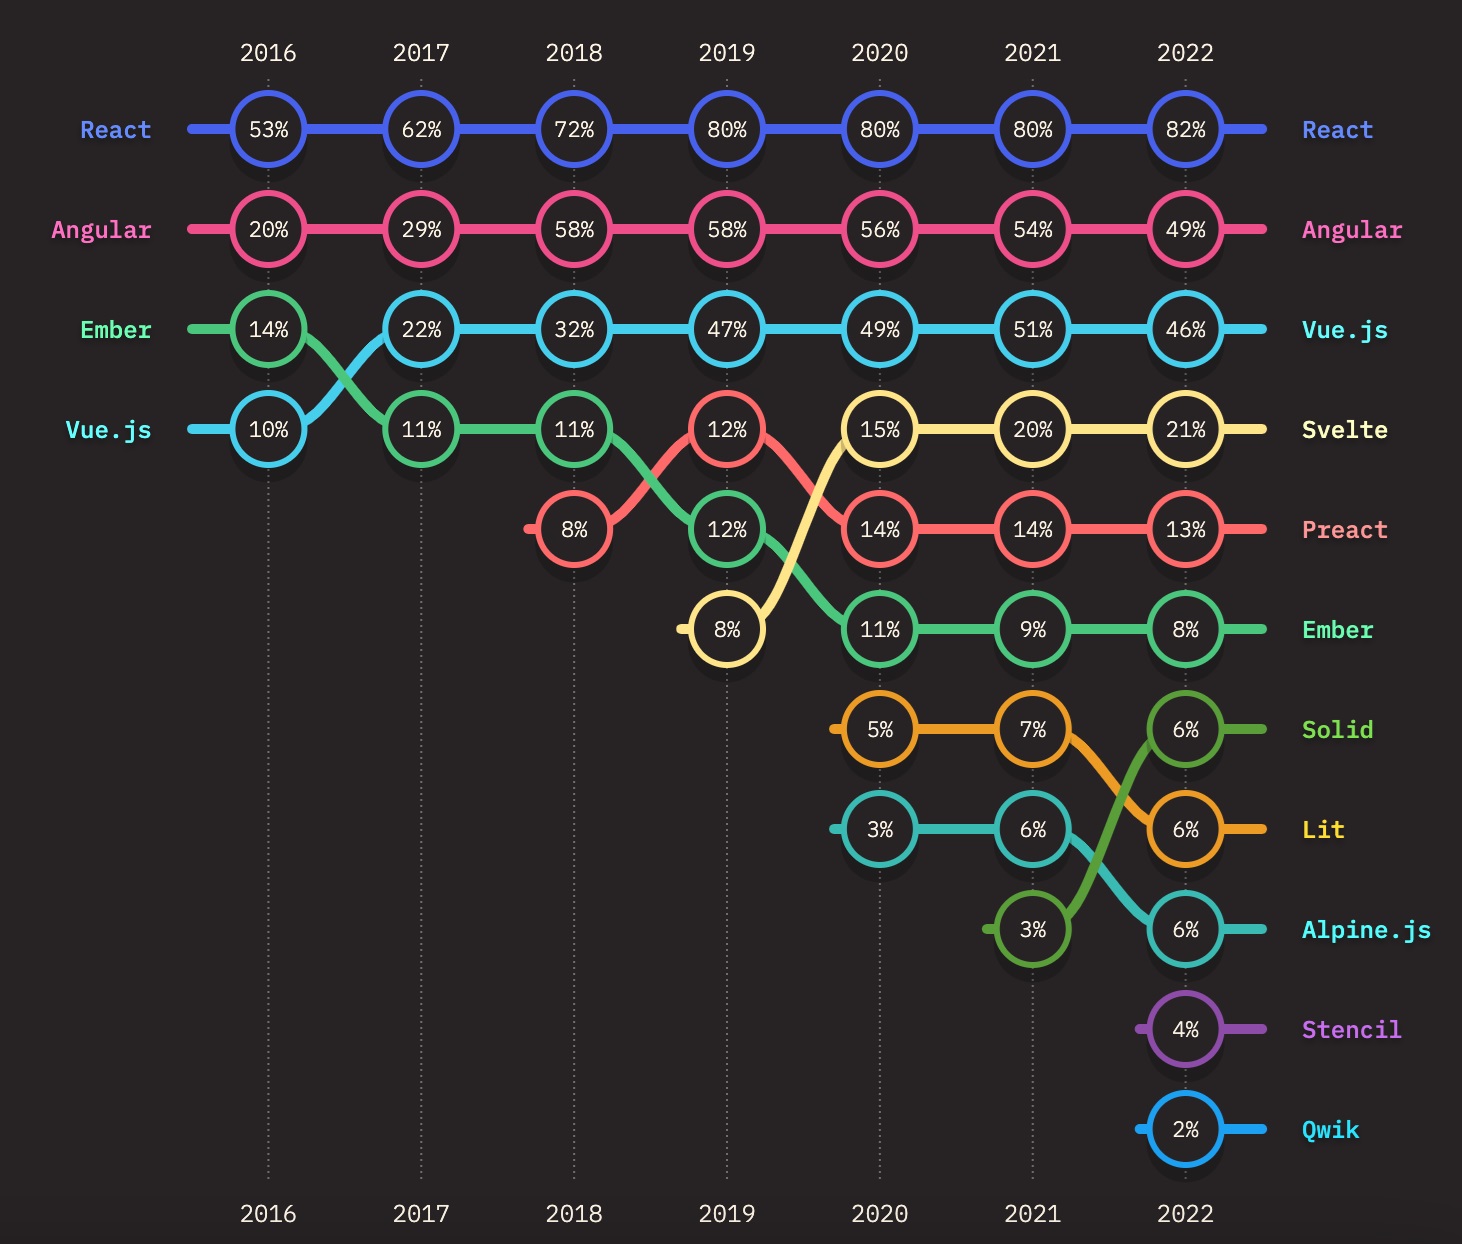 2016 2017 2018 2019 2020 2021 2022
React 53% 62% 72% 80% 80% 80% 82% React
Angular 20% 29% 58% 58% 56% 54% 49% Angular
Ember 14% 22% 32% 47% 49% 51% 46% Vue.js
Vue.js 10% 11% 11% 12% 15% 20% 21% Svelte
8% 12% 14% 14% 13% Preact
8% 11% 9% 8% Ember
5% 7% 6% Solid
3% 6% 6% Lit
3% 6% Alpine.js
4% Stencil
2% Qwik
2016 2017 2018 2019 2020 2021 2022